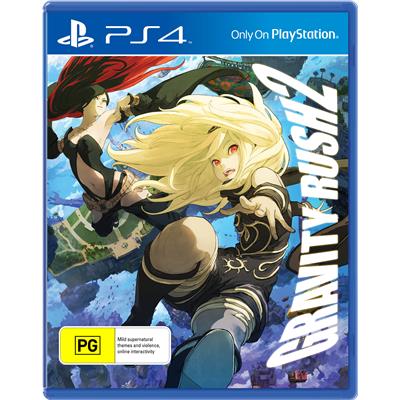 PS4
Only On PlayStation®
GRAVITY RUSH 2
PG
Mild supernatural
themes and violence,
online interactivity